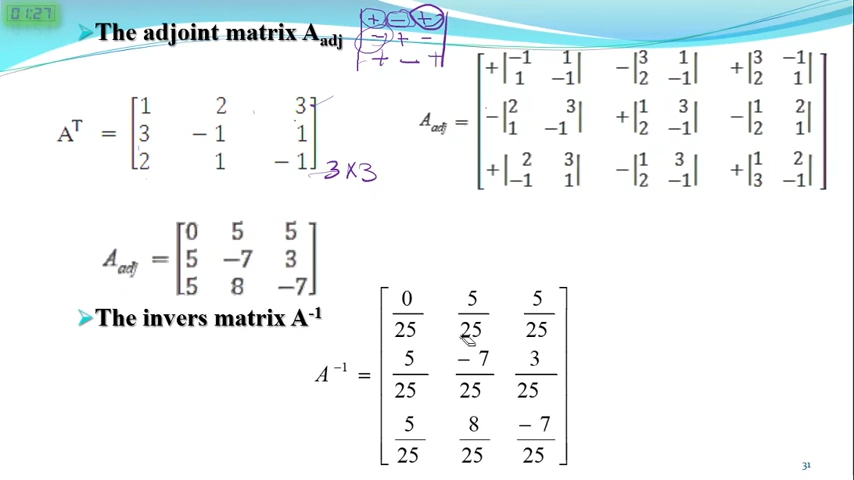 01:27
➤The adjoint matrix A_adj
+ − +
− + −
+ − +
A^T = [1 2 3
3 −1 1
2 1 −1]
3×3
A_adj = [+|−1 1; 1 −1| −|3 1; 2 −1| +|3 −1; 2 1|
−|2 3; 1 −1| +|1 3; 2 −1| −|1 2; 2 1|
+|2 3; −1 1| −|1 3; 2 −1| +|1 2; 3 −1|]
A_adj = [0 5 5
5 −7 3
5 8 −7]
➤The invers matrix A^-1
A^−1 = [0/25 5/25 5/25
5/25 −7/25 3/25
5/25 8/25 −7/25]
31